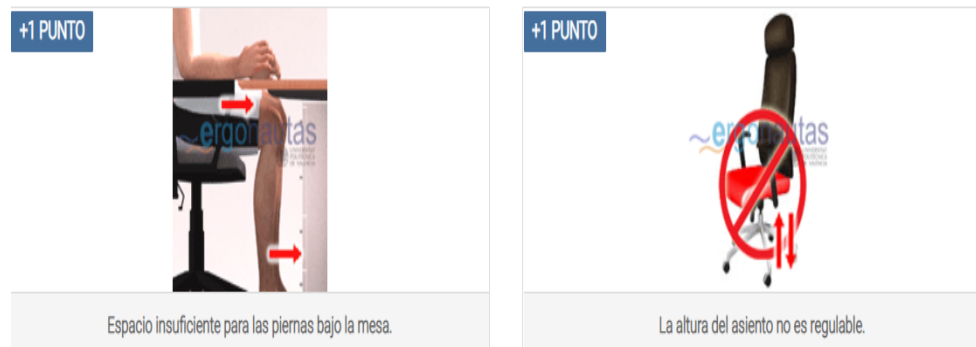 +1 PUNTO
ergonautas
Espacio insuficiente para las piernas bajo la mesa.
+1 PUNTO
ergonautas
La altura del asiento no es regulable.